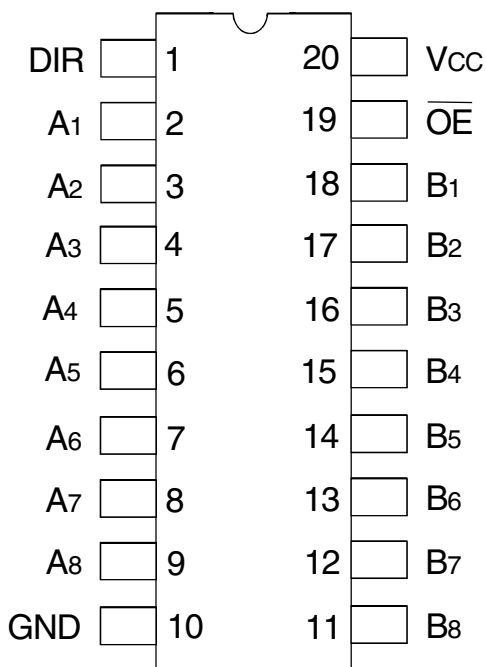 DIR 1 20 VCC
A1 2 19 O̅E̅
A2 3 18 B1
A3 4 17 B2
A4 5 16 B3
A5 6 15 B4
A6 7 14 B5
A7 8 13 B6
A8 9 12 B7
GND 10 11 B8